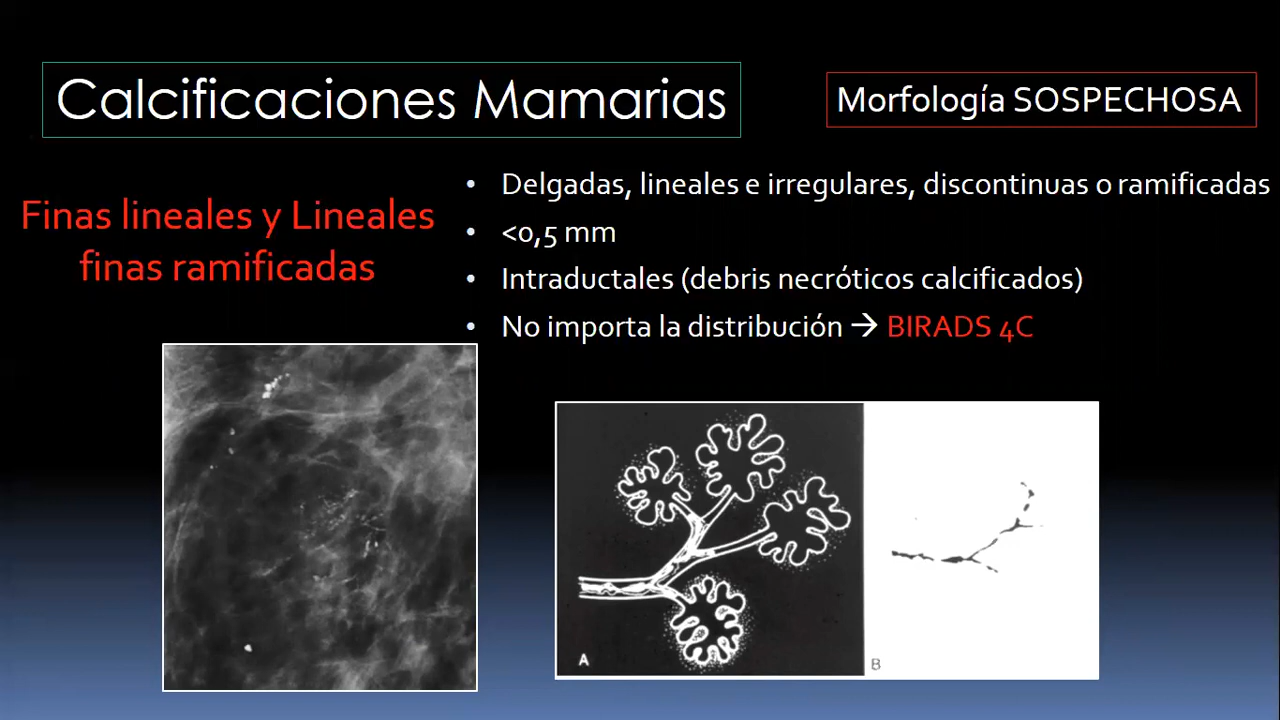 Calcificaciones Mamarias
Morfología SOSPECHOSA
Finas lineales y Lineales
finas ramificadas
• Delgadas, lineales e irregulares, discontinuas o ramificadas
• <0,5 mm
• Intraductales (debris necróticos calcificados)
• No importa la distribución → BIRADS 4C
A
B